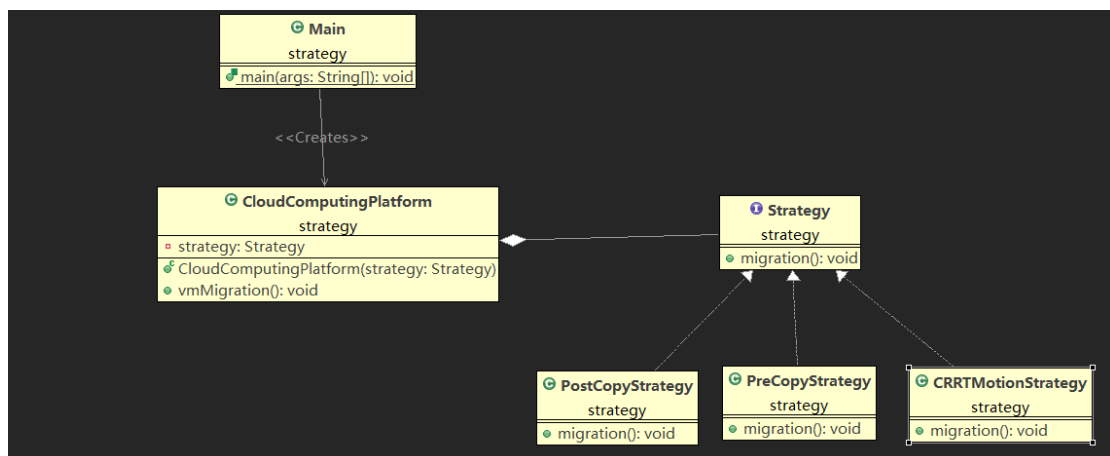 Main
strategy
main(args: String[]): void
<<Creates>>
CloudComputingPlatform
strategy
strategy: Strategy
CloudComputingPlatform(strategy: Strategy)
vmMigration(): void
Strategy
strategy
migration(): void
PostCopyStrategy
strategy
migration(): void
PreCopyStrategy
strategy
migration(): void
CRRTMotionStrategy
strategy
migration(): void